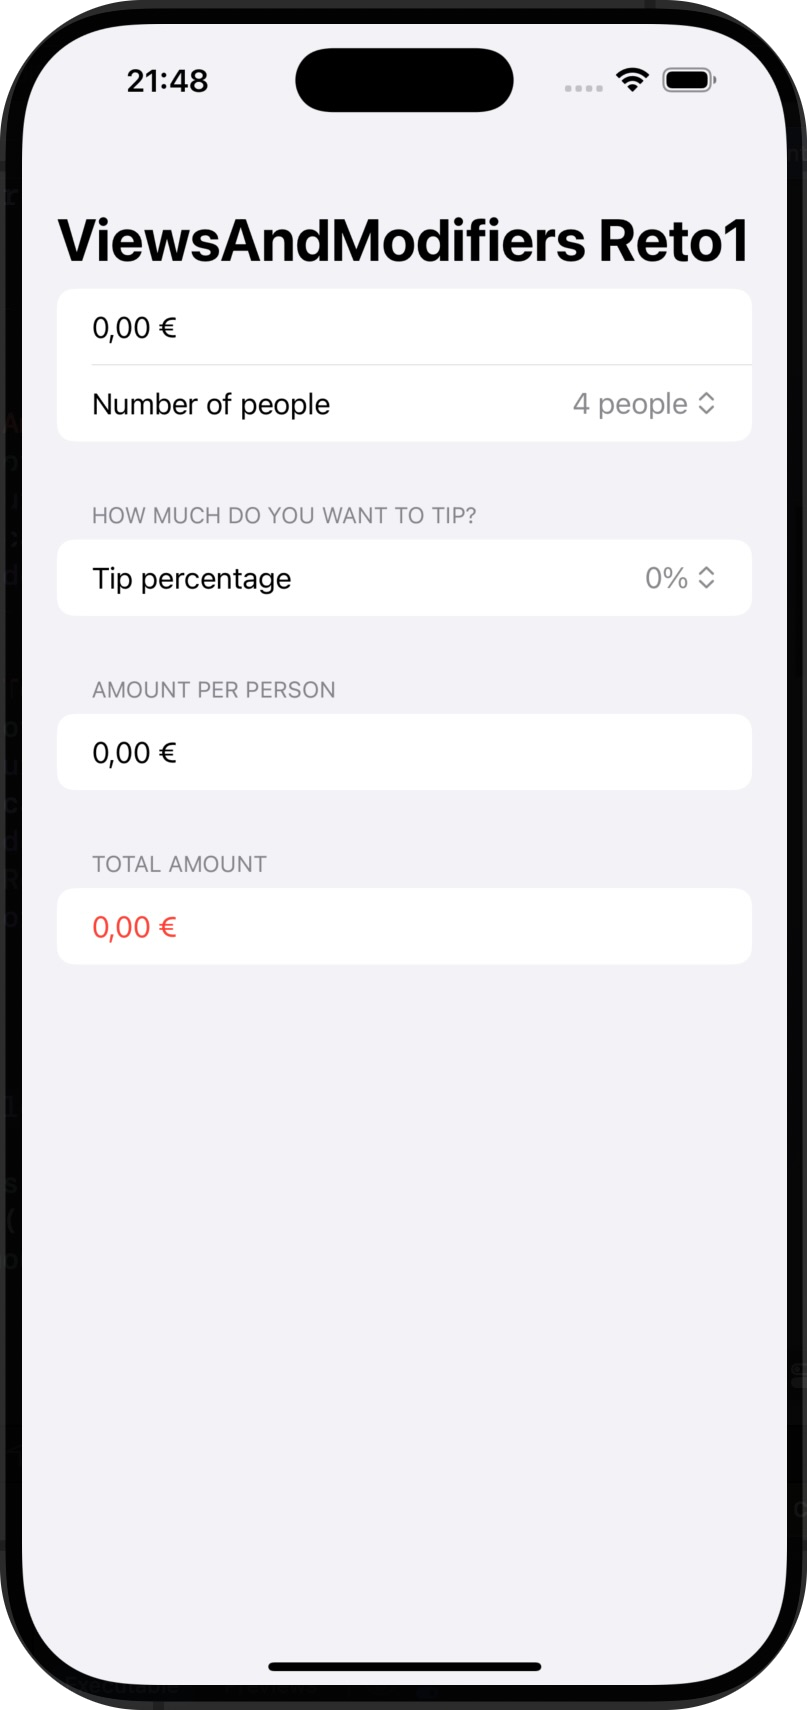 21:48
ViewsAndModifiers Reto1
0,00 €
Number of people 4 people
HOW MUCH DO YOU WANT TO TIP?
Tip percentage 0%
AMOUNT PER PERSON
0,00 €
TOTAL AMOUNT
0,00 €